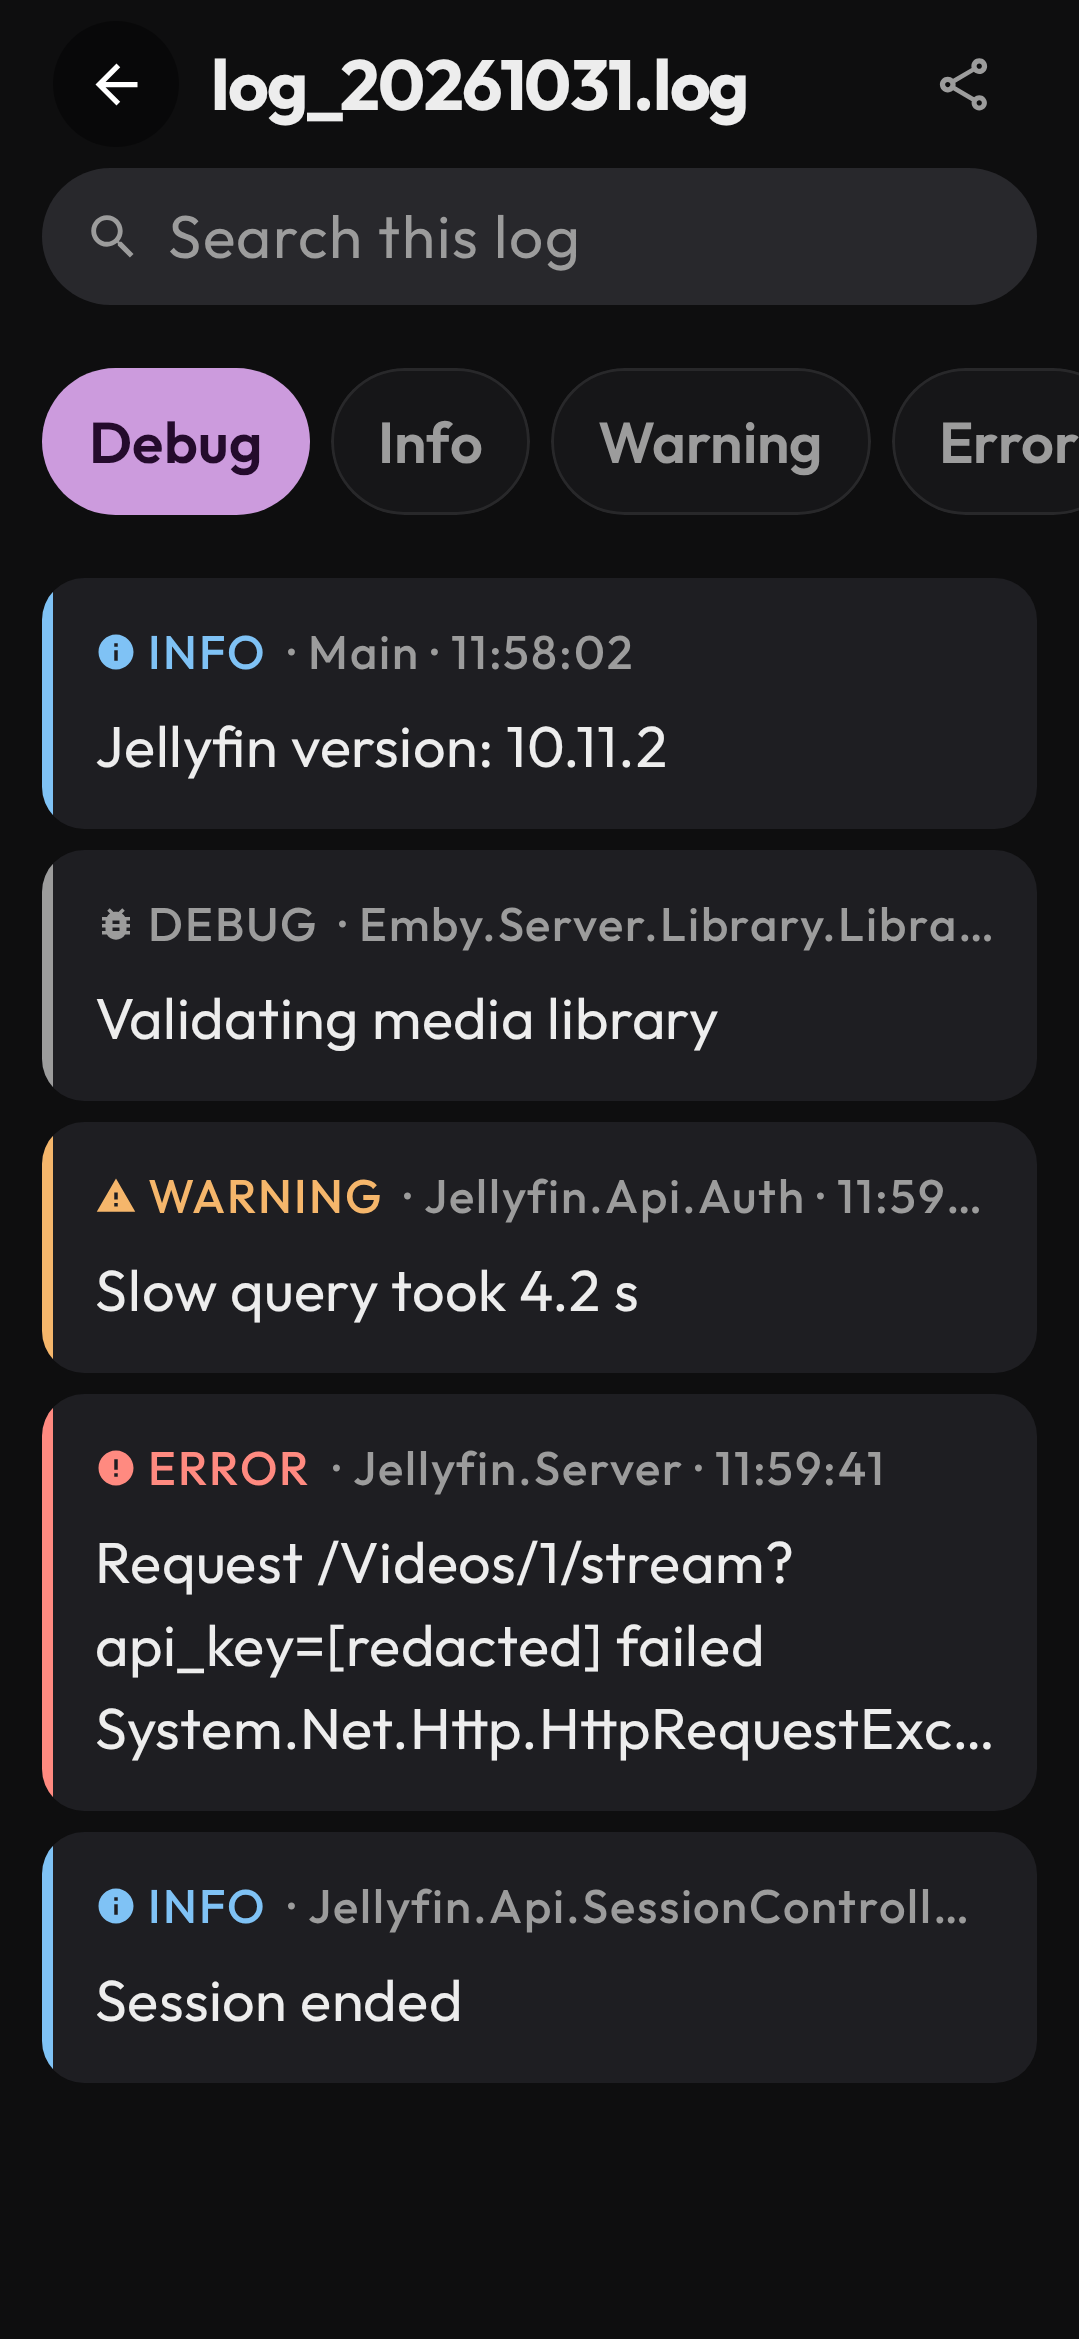 log_20261031.log
Search this log
Debug Info Warning Error
INFO · Main · 11:58:02
Jellyfin version: 10.11.2
DEBUG · Emby.Server.Library.Libra...
Validating media library
WARNING · Jellyfin.Api.Auth · 11:59...
Slow query took 4.2 s
ERROR · Jellyfin.Server · 11:59:41
Request /Videos/1/stream?
api_key=[redacted] failed
System.Net.Http.HttpRequestExc...
INFO · Jellyfin.Api.SessionControll...
Session ended